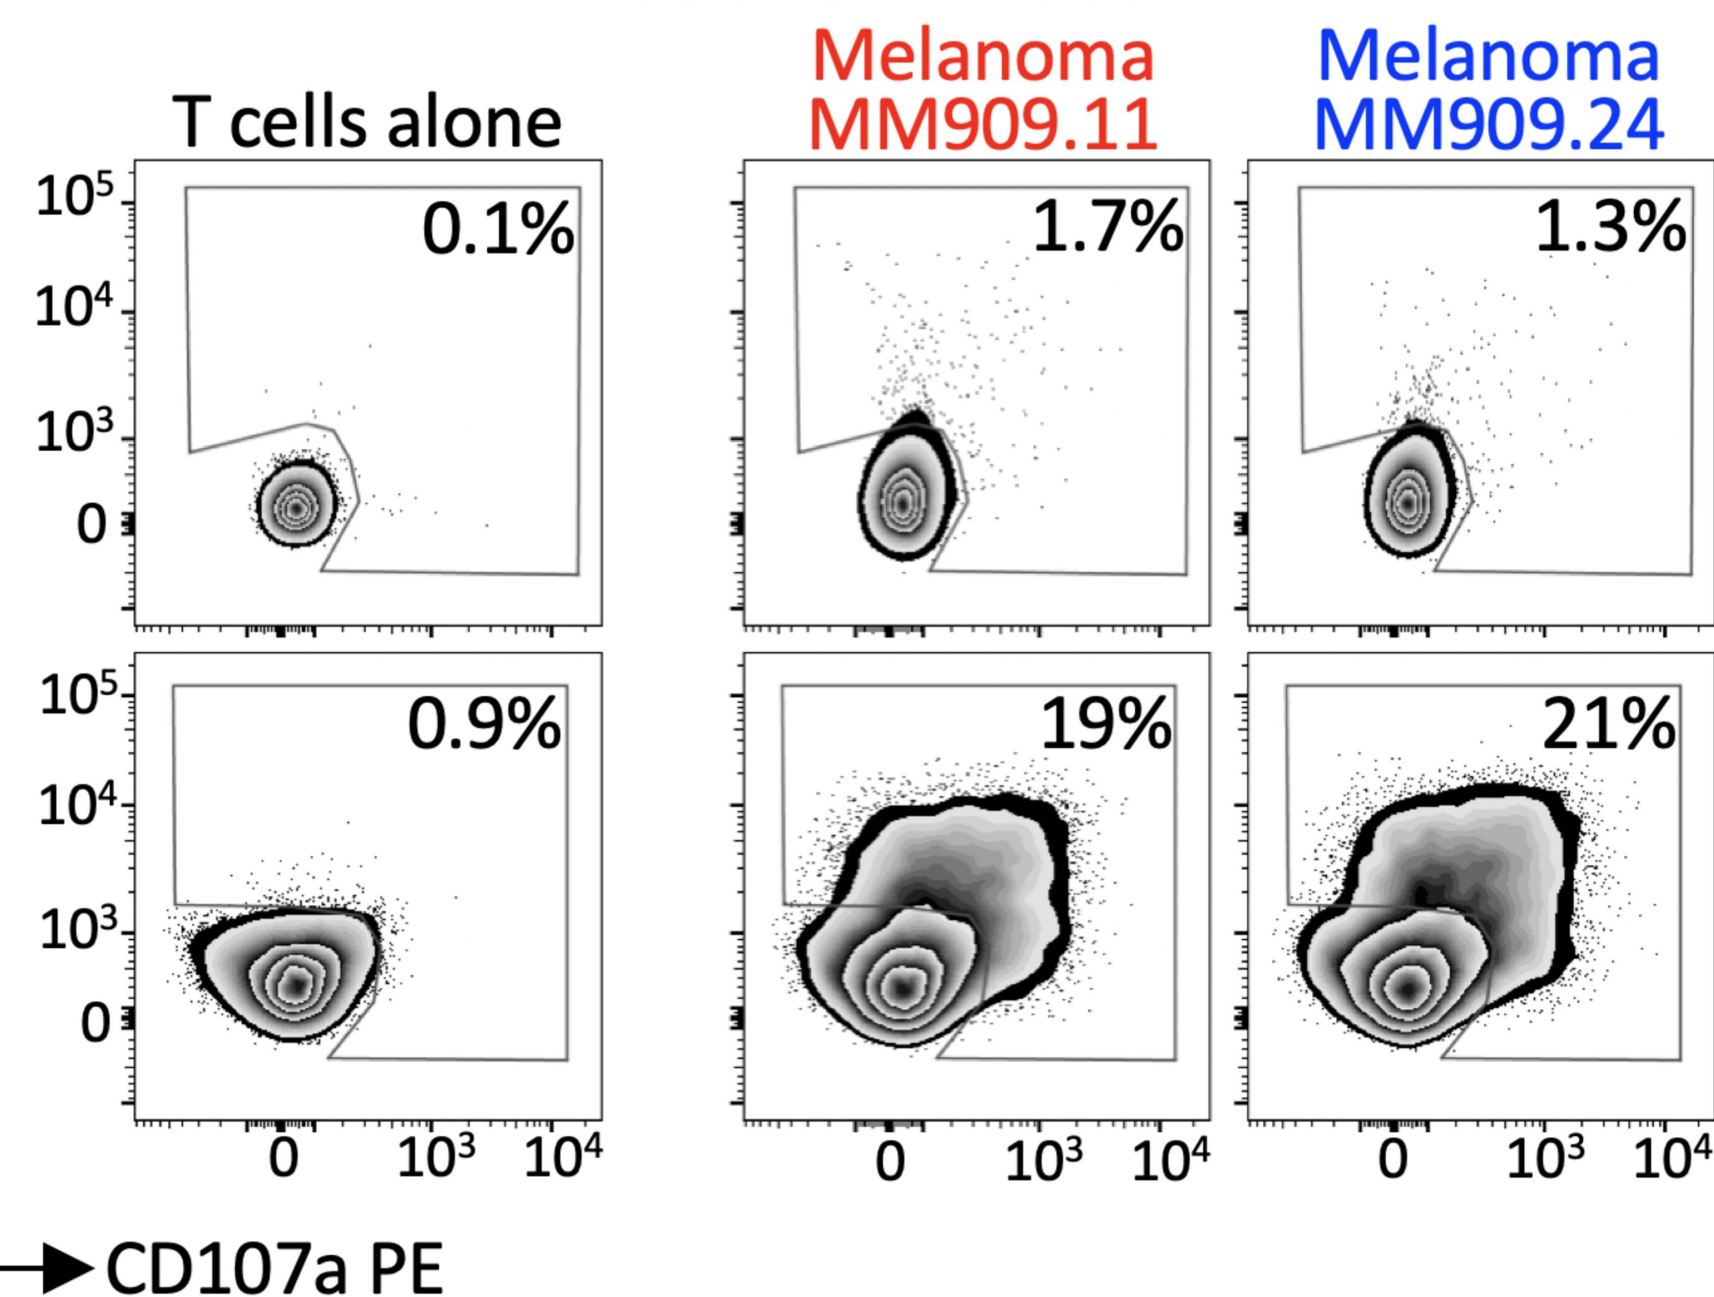 Melanoma Melanoma
T cells alone MM909.11 MM909.24
10⁵ 0.1% 1.7% 1.3%
10⁴
10³
0
10⁵ 0.9% 19% 21%
10⁴
10³
0
0 10³ 10⁴ 0 10³ 10⁴ 0 10³ 10⁴
CD107a PE